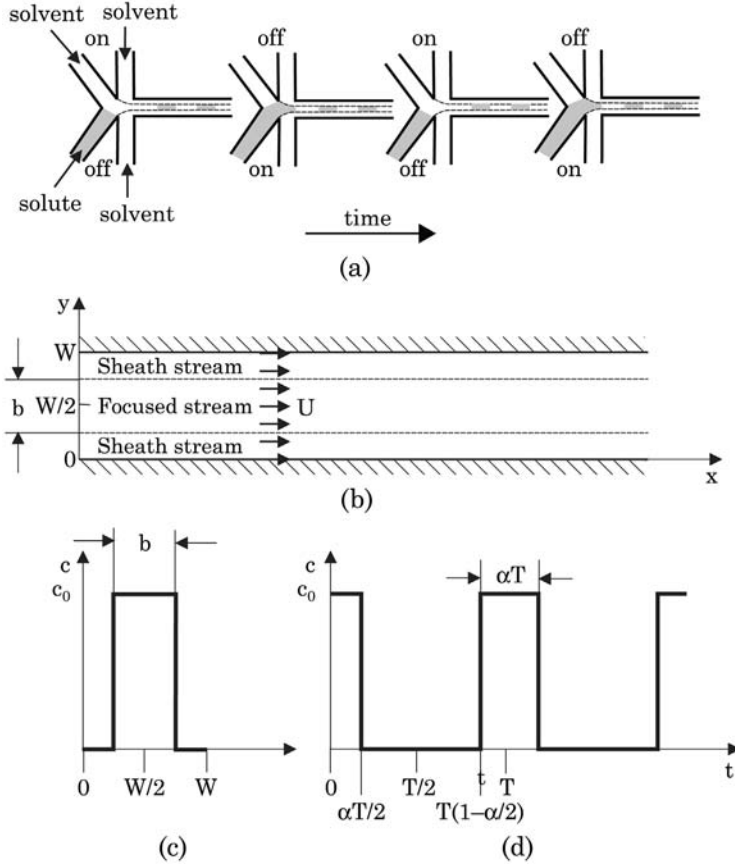 solvent solvent
on off on off
off on off on
solute solvent
time
(a)
y
W
Sheath stream
b W/2 Focused stream U
Sheath stream
0
x
(b)
b
c
c₀
0 W/2 W
(c)
c
c₀
αT
t
0 T/2 t T
αT/2 T(1–α/2)
(d)